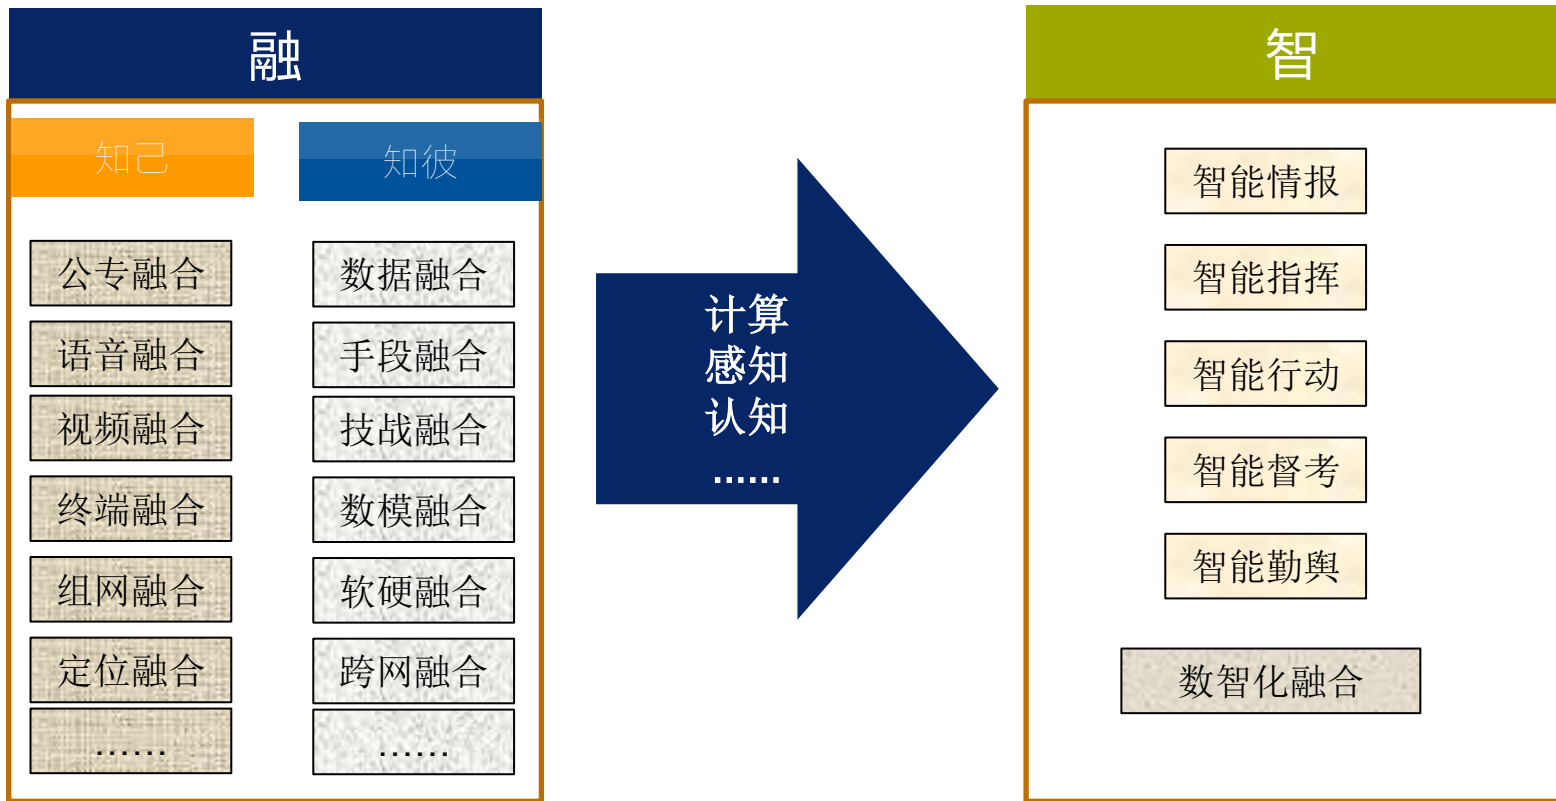 融
知己
知彼
公专融合
语音融合
视频融合
终端融合
组网融合
定位融合
……
数据融合
手段融合
技战融合
数模融合
软硬融合
跨网融合
……
计算
感知
认知
……
智
智能情报
智能指挥
智能行动
智能督考
智能勤舆
数智化融合